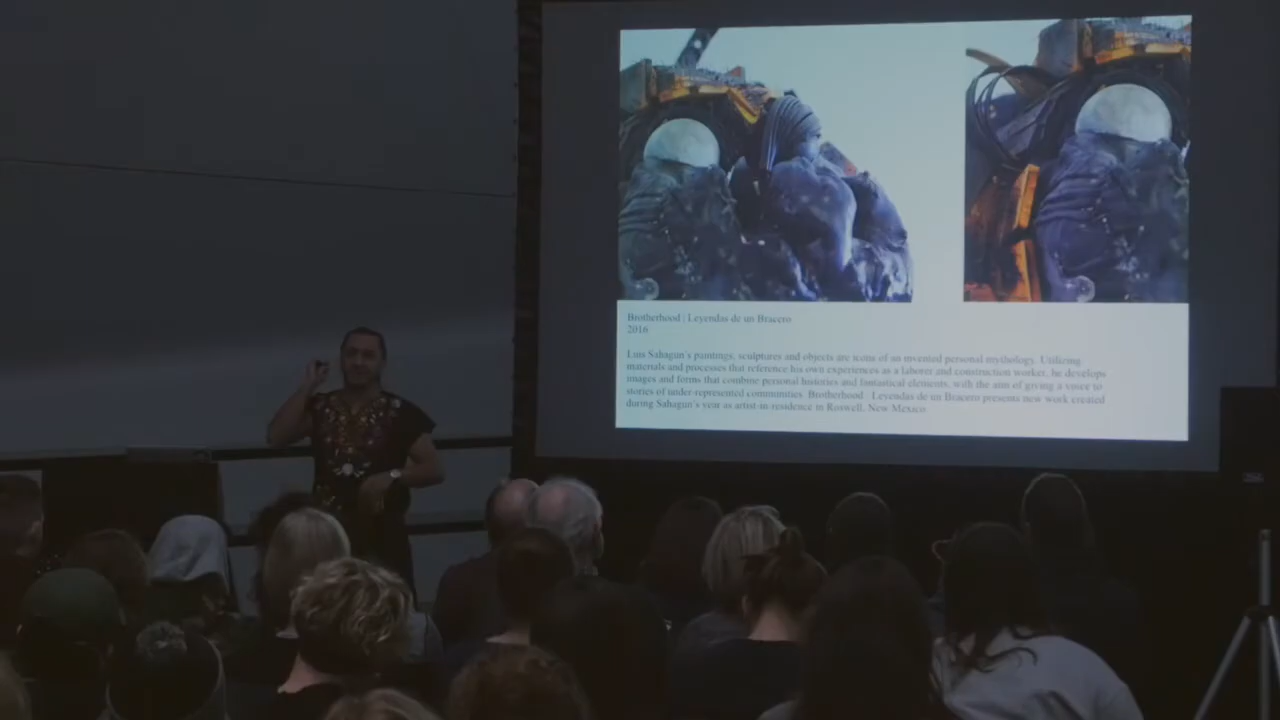 Brotherhood | Leyendas de un Bracero
2016
Luis Sahagun's paintings, sculptures and objects are icons of an invented personal mythology. Utilizing
materials and processes that reference his own experiences as a laborer and construction worker, he develops
images and forms that combine personal histories and fantastical elements, with the aim of giving a voice to
stories of under-represented communities. Brotherhood | Leyendas de un Bracero presents new work created
during Sahagun's year as artist-in-residence in Roswell, New Mexico